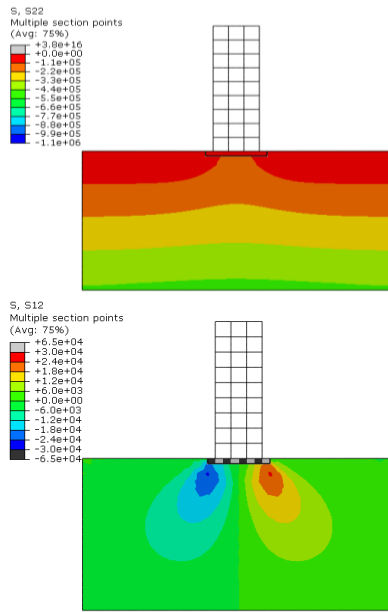 S, S22
Multiple section points
(Avg: 75%)
+3.8e+16
+0.0e+00
-1.1e+05
-2.2e+05
-3.3e+05
-4.4e+05
-5.5e+05
-6.6e+05
-7.7e+05
-8.8e+05
-9.9e+05
-1.1e+06
S, S12
Multiple section points
(Avg: 75%)
+6.5e+04
+3.0e+04
+2.4e+04
+1.8e+04
+1.2e+04
+6.0e+03
+0.0e+00
-6.0e+03
-1.2e+04
-1.8e+04
-2.4e+04
-3.0e+04
-6.5e+04